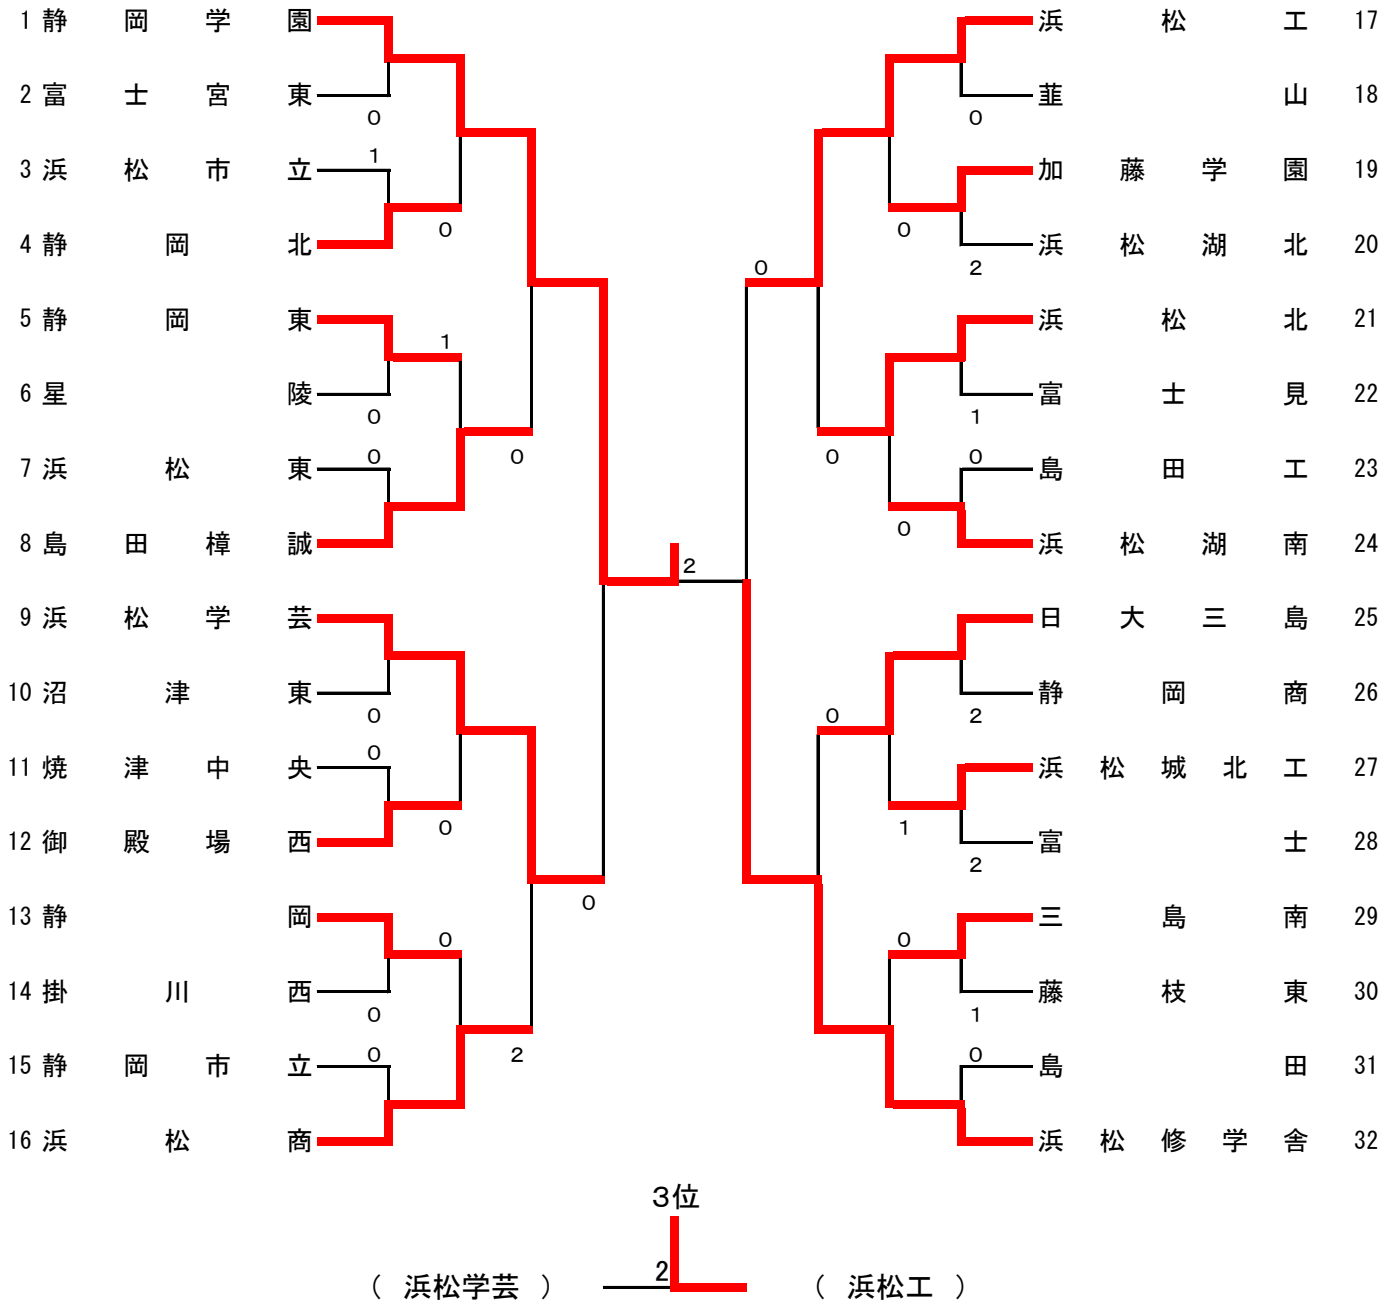 1 静岡学園
2 富士宮東
0
3 浜松市立
1
4 静岡北
0
5 静岡東
1
6 星陵
0
7 浜松東
0
0
8 島田樟誠
9 浜松学芸
10 沼津東
0
11 焼津中央
0
12 御殿場西
0
0
13 静岡
0
14 掛川西
0
15 静岡市立
0
2
16 浜松商
2
浜松工 17
韮山 18
0
加藤学園 19
0
浜松湖北 20
2
0
浜松北 21
富士見 22
1
島田工 23
0
0
浜松湖南 24
0
日大三島 25
静岡商 26
2
0
浜松城北工 27
1
富士 28
2
三島南 29
0
藤枝東 30
1
島田 31
0
浜松修学舎 32
3位
( 浜松学芸 ) 2 ( 浜松工 )